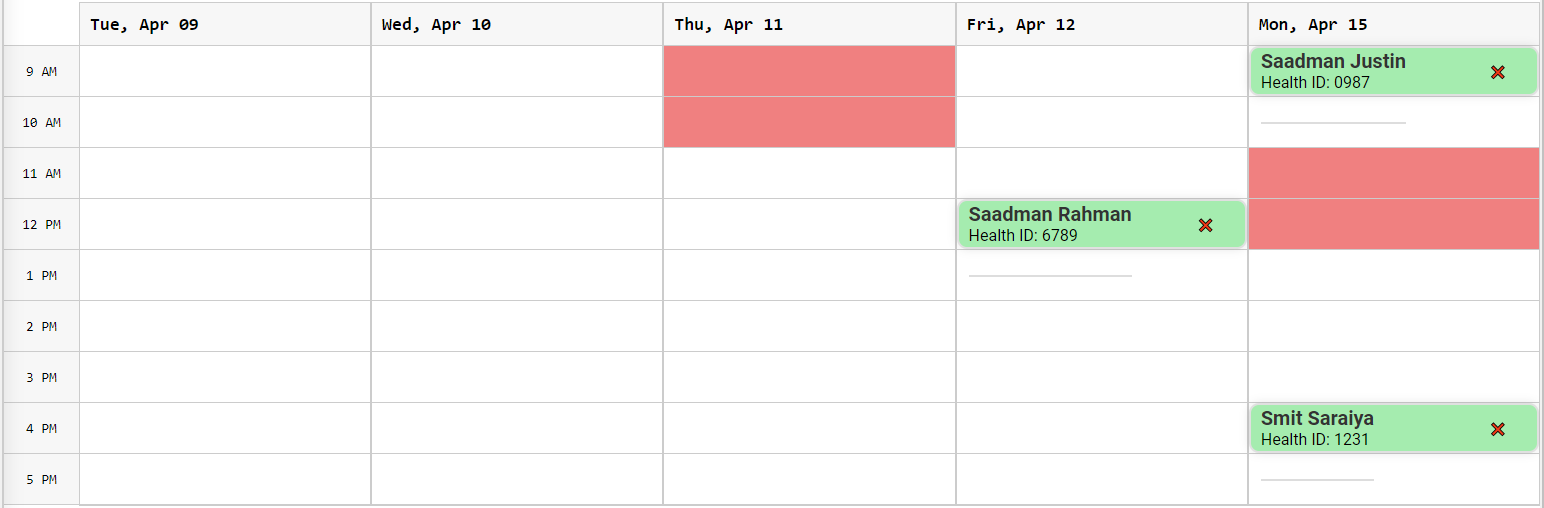 Tue, Apr 09 Wed, Apr 10 Thu, Apr 11 Fri, Apr 12 Mon, Apr 15
9 AM
Saadman Justin
Health ID: 0987
10 AM
11 AM
12 PM
Saadman Rahman
Health ID: 6789
1 PM
2 PM
3 PM
4 PM
Smit Saraiya
Health ID: 1231
5 PM